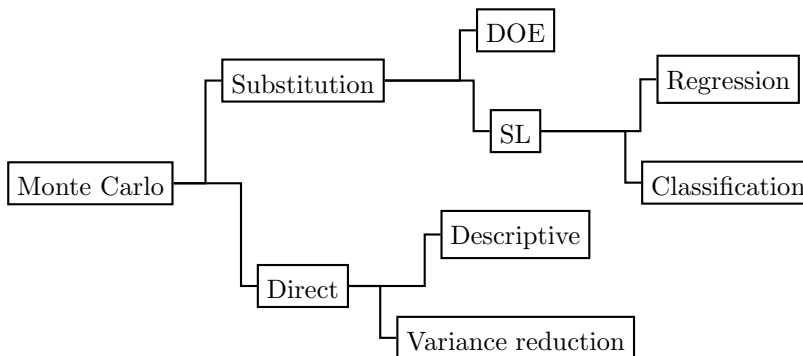 DOE
Substitution
Regression
SL
Monte Carlo
Classification
Descriptive
Direct
Variance reduction